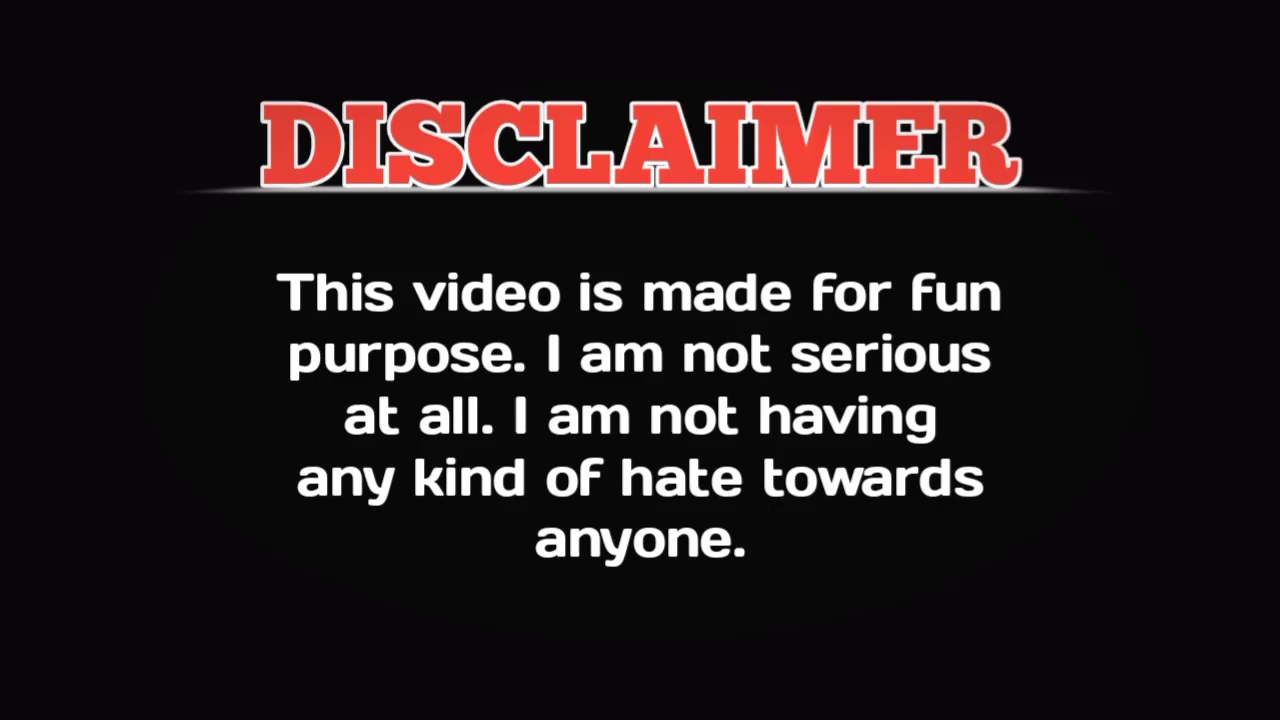 DISCLAIMER
This video is made for fun
purpose. I am not serious
at all. I am not having
any kind of hate towards
anyone.